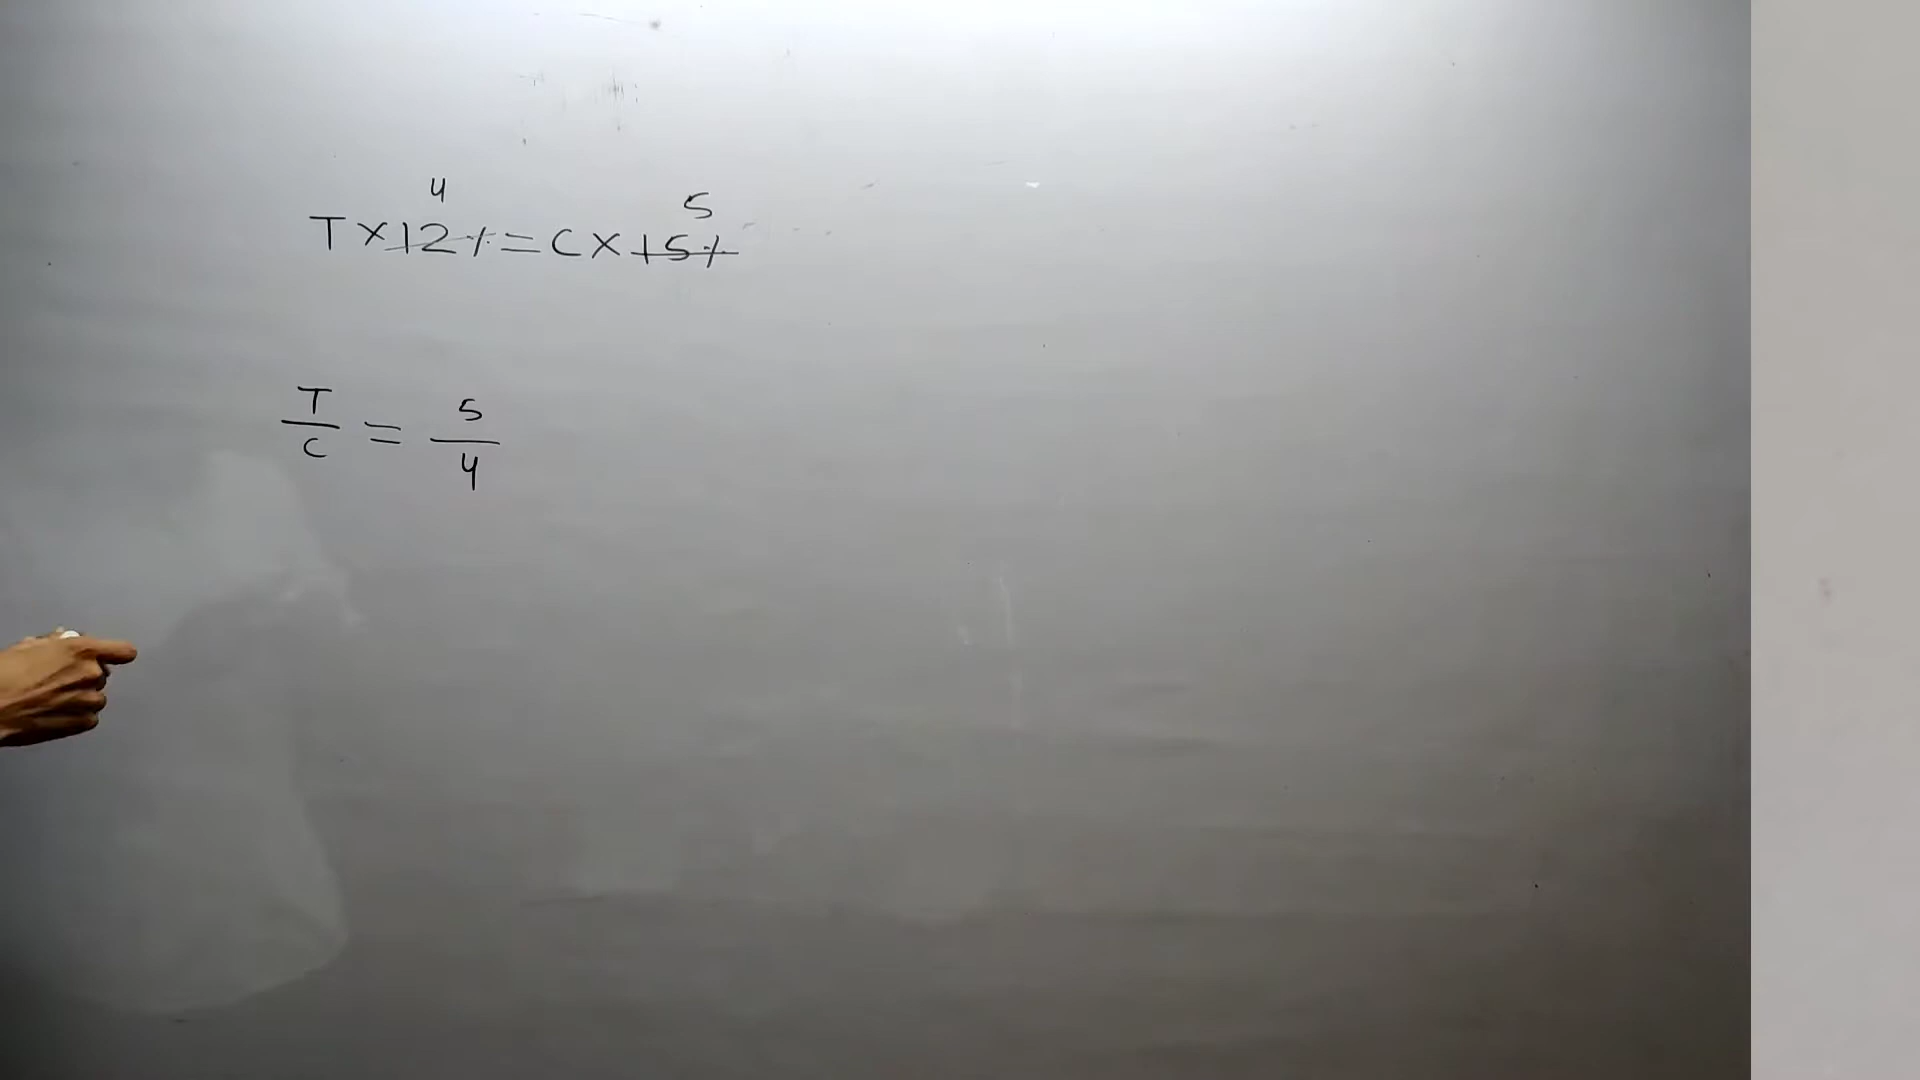 4 5
T × 12% = C × 15%
T/C = 5/4